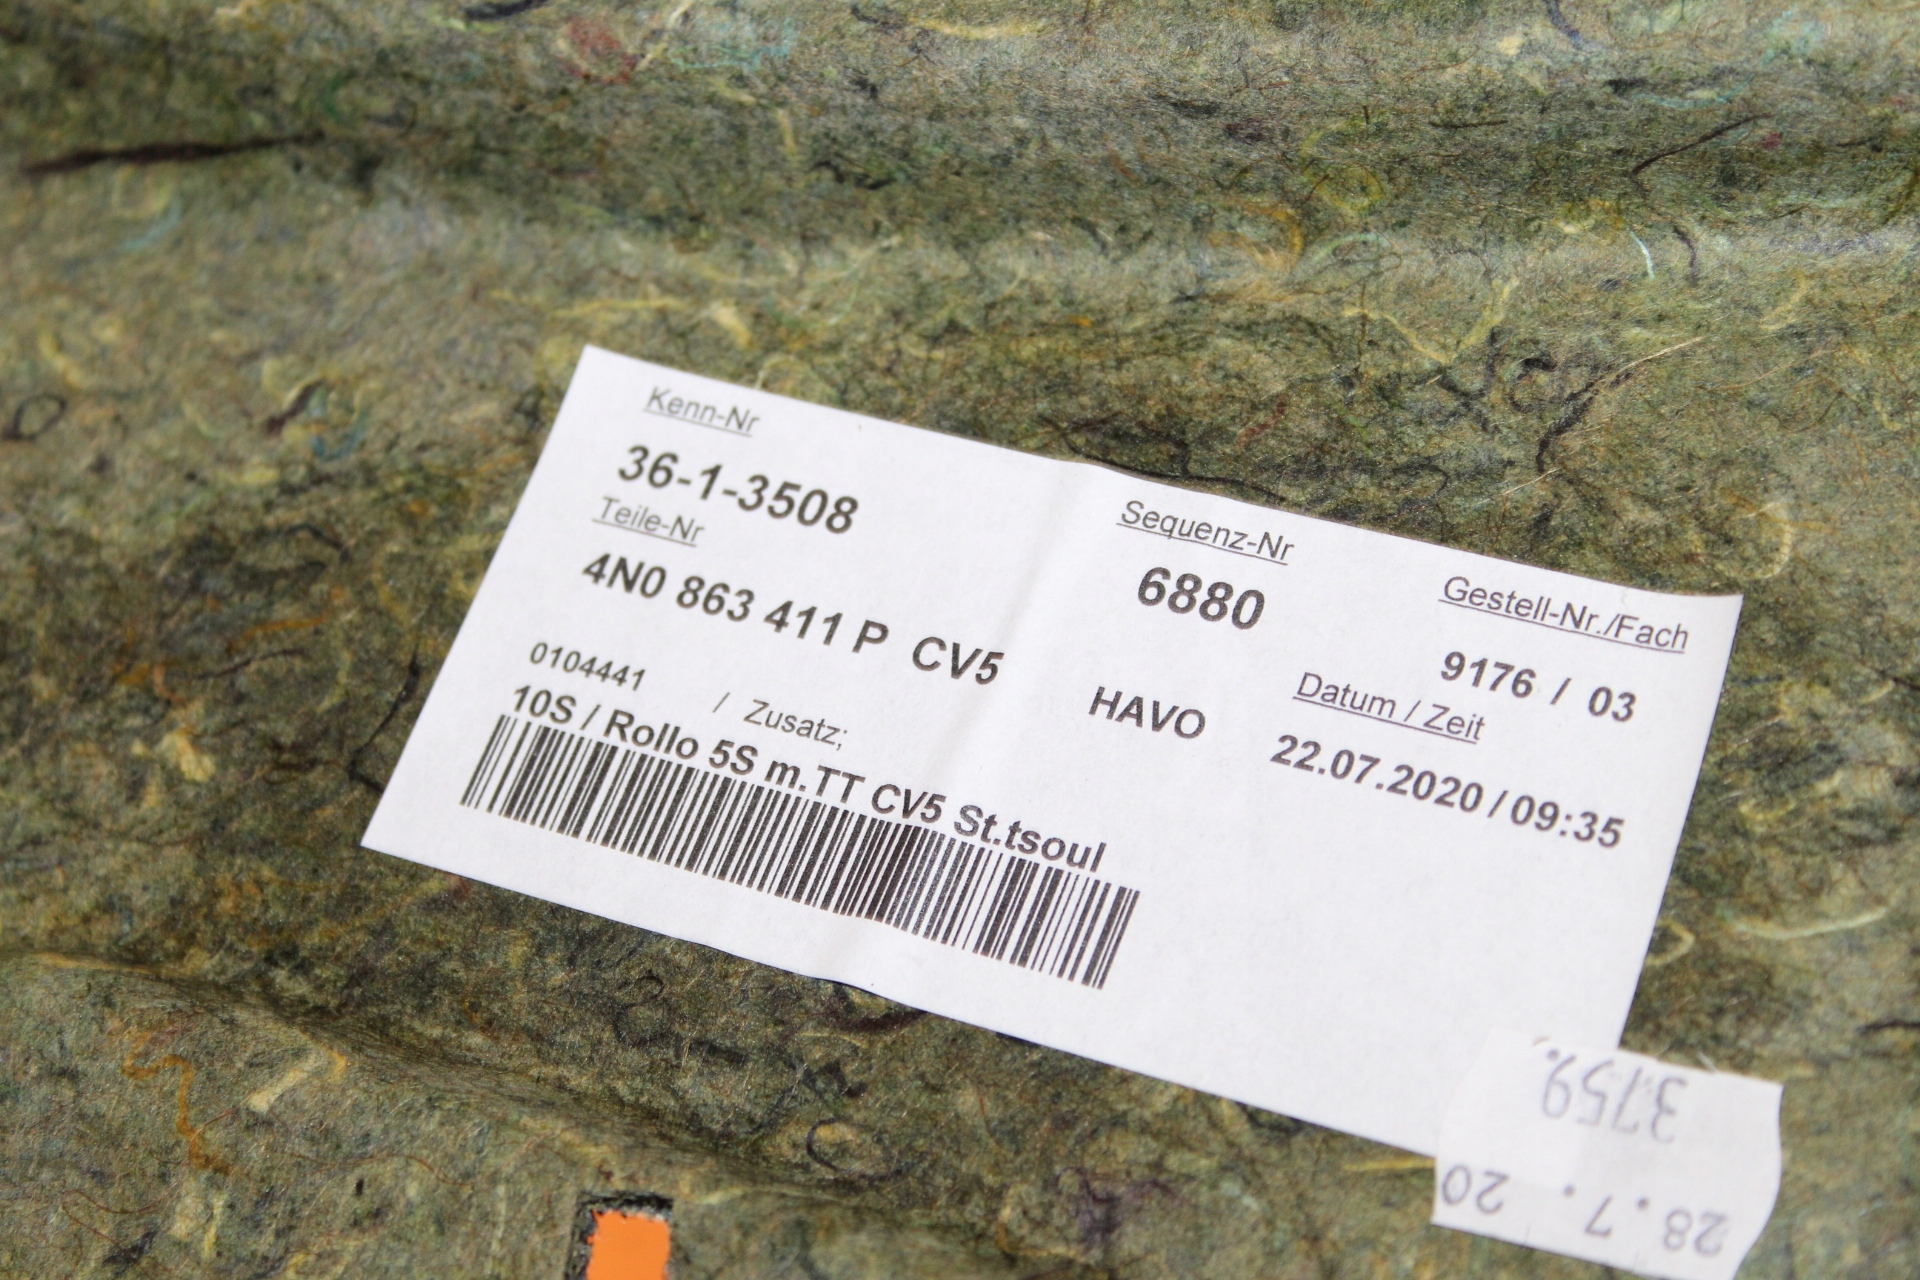 Kenn-Nr
36-1-3508
Teile-Nr
4N0 863 411 P CV5
0104441 / Zusatz;
10S / Rollo 5S m.TT CV5 St.tsoul
Sequenz-Nr
6880
HAVO
Gestell-Nr./Fach
9176 / 03
Datum / Zeit
22.07.2020 / 09:35
28.7.20
3759.